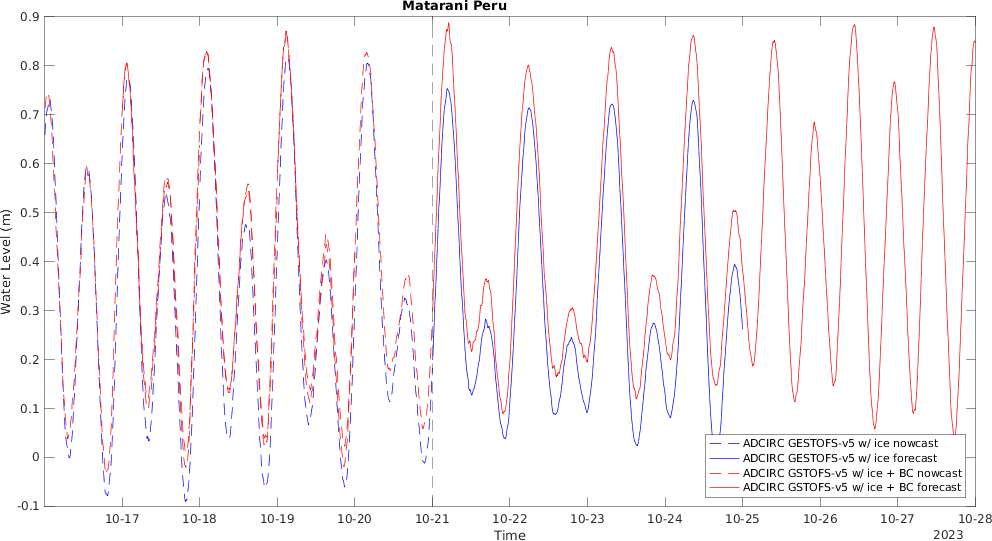 Matarani Peru
Water Level (m)
0.9
0.8
0.7
0.6
0.5
0.4
0.3
0.2
0.1
0
-0.1
10-17 10-18 10-19 10-20 10-21 10-22 10-23 10-24 10-25 10-26 10-27 10-28
Time
2023
ADCIRC GESTOFS-v5 w/ ice nowcast
ADCIRC GESTOFS-v5 w/ ice forecast
ADCIRC GSTOFS-v5 w/ ice + BC nowcast
ADCIRC GSTOFS-v5 w/ ice + BC forecast